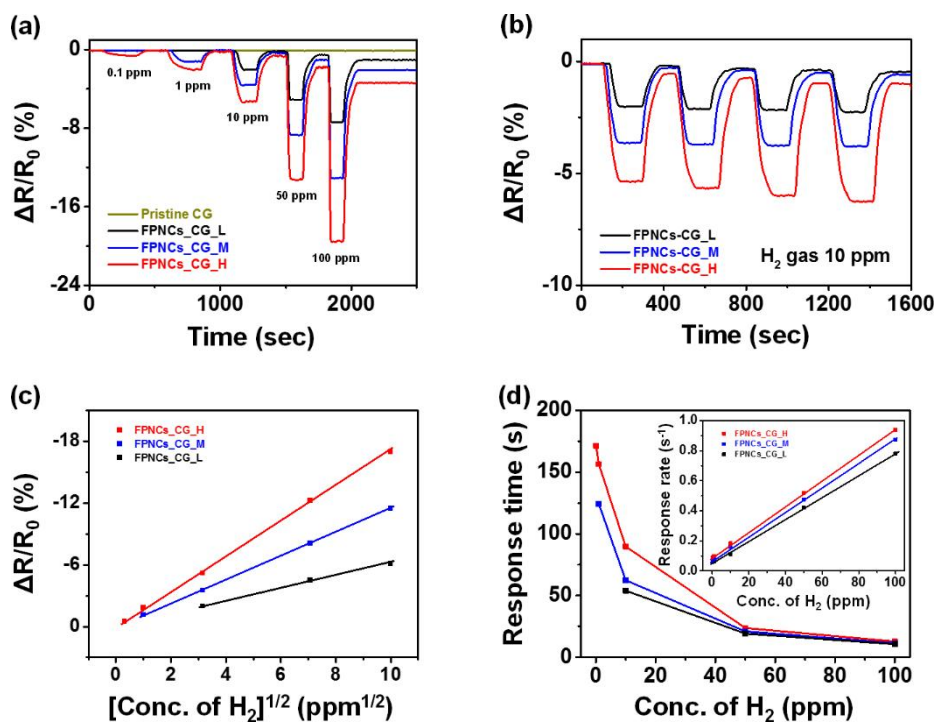 (a)
0
-8
-16
-24
ΔR/R₀ (%)
0.1 ppm
1 ppm
10 ppm
50 ppm
100 ppm
Pristine CG
FPNCs_CG_L
FPNCs_CG_M
FPNCs_CG_H
0 1000 2000
Time (sec)
(b)
0
-5
-10
ΔR/R₀ (%)
FPNCs-CG_L
FPNCs-CG_M
FPNCs-CG_H
H₂ gas 10 ppm
0 400 800 1200 1600
Time (sec)
(c)
-18
-12
-6
0
ΔR/R₀ (%)
FPNCs_CG_H
FPNCs_CG_M
FPNCs_CG_L
0 2 4 6 8 10
[Conc. of H₂]¹/² (ppm¹/²)
(d)
200
175
150
125
100
75
50
25
0
Response time (s)
1.0
0.8
0.6
0.4
0.2
0.0
Response rate (s⁻¹)
FPNCs_CG_H
FPNCs_CG_M
FPNCs_CG_L
0 20 40 60 80 100
Conc. of H₂ (ppm)
0 20 40 60 80 100
Conc. of H₂ (ppm)